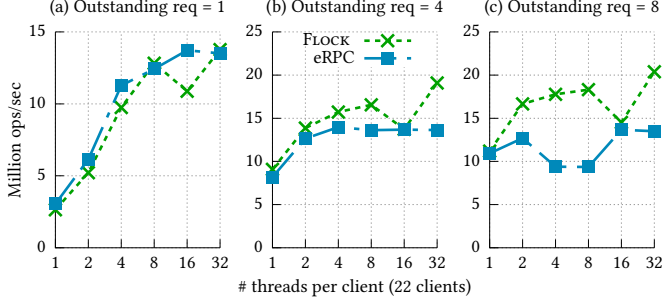 (a) Outstanding req = 1
(b) Outstanding req = 4
(c) Outstanding req = 8
Million ops/sec
15
10
5
0
1 2 4 8 16 32
25
20
15
10
5
0
1 2 4 8 16 32
FLOCK
eRPC
25
20
15
10
5
0
1 2 4 8 16 32
# threads per client (22 clients)